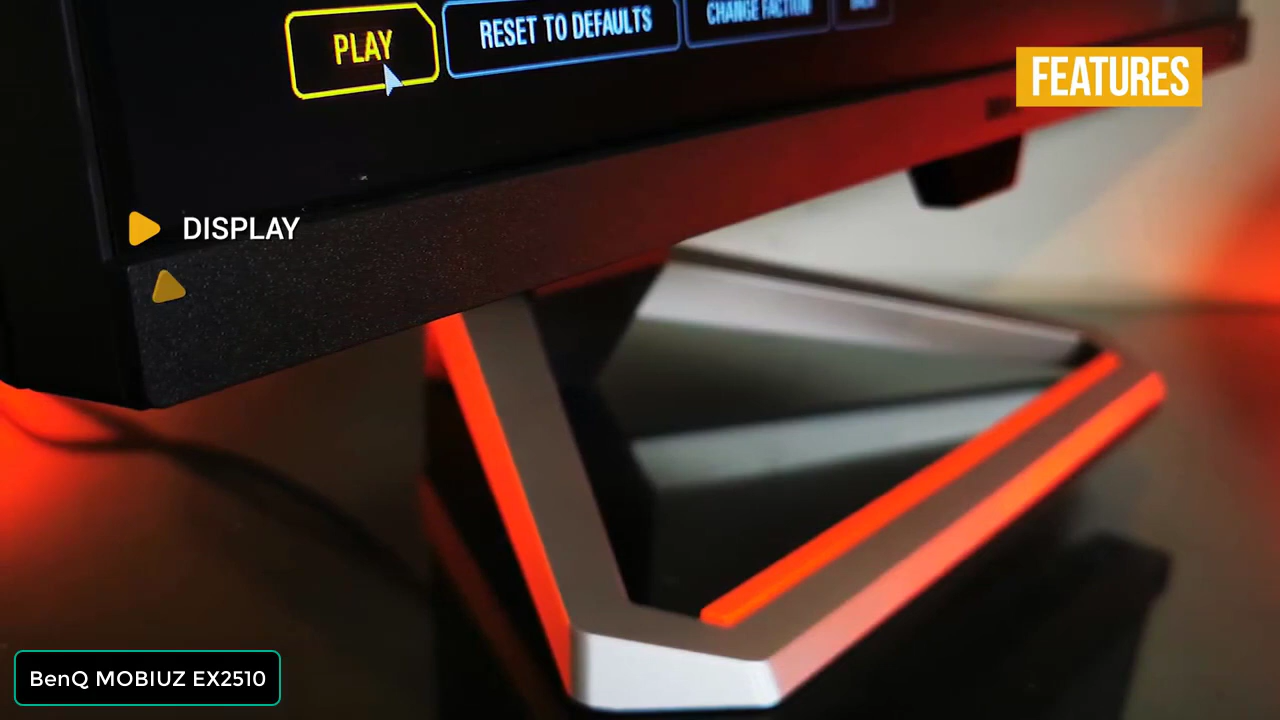 PLAY
RESET TO DEFAULTS
CHANGE FACTION
FEATURES
DISPLAY
BenQ MOBIUZ EX2510